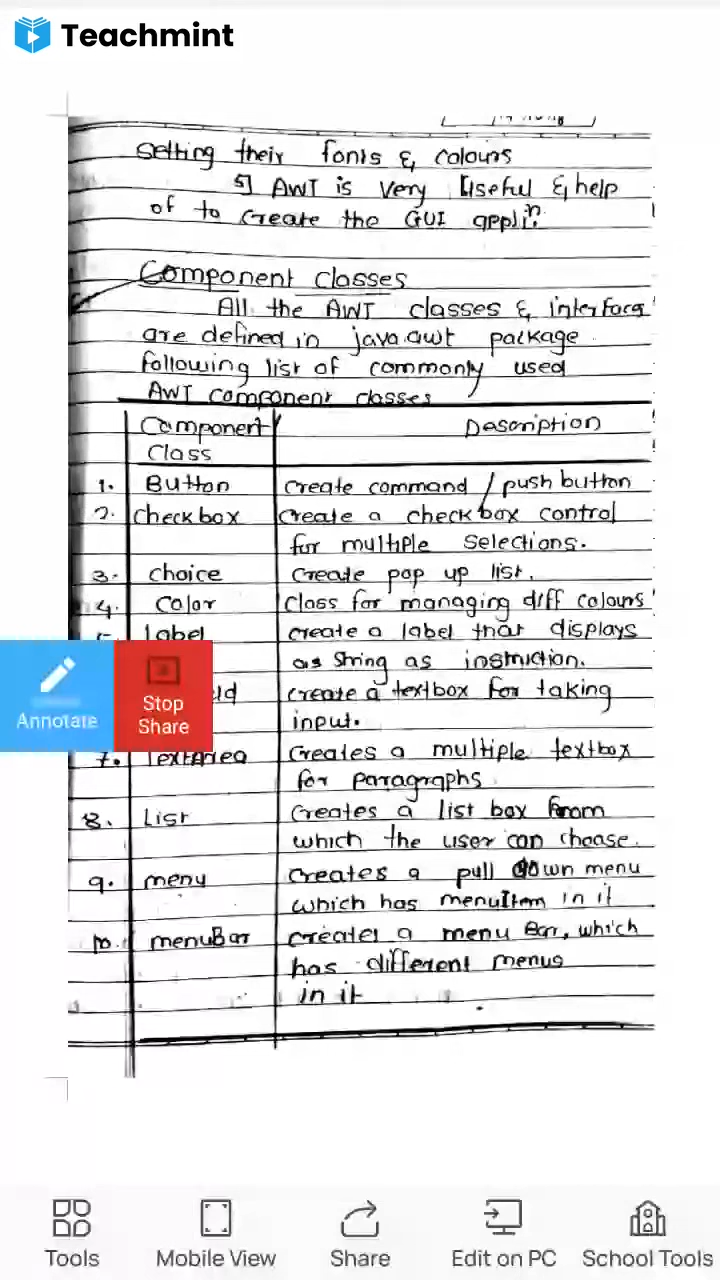 Teachmint
setting their fonts & colours
5] AWT is very useful & help
of to create the GUI appliⁿ.
Component classes
All the AWT classes & interfaces
are defined in java.awt package
following list of commonly used
AWT component classes
Component Description
Class
1. Button create command / push button
2. checkbox create a checkbox control
for multiple selections.
3. choice create pop up list.
4. Color class for managing diff colours
label create a label that displays
as string as instruction.
create a textbox for taking
input.
7. TextArea creates a multiple textbox
for paragraphs
8. List creates a list box from
which the user can choose.
9. menu creates a pull down menu
which has menuItem in it
10. menuBar creates a menu Bar, which
has different menus
in it
Annotate
Stop
Share
Tools Mobile View Share Edit on PC School Tools